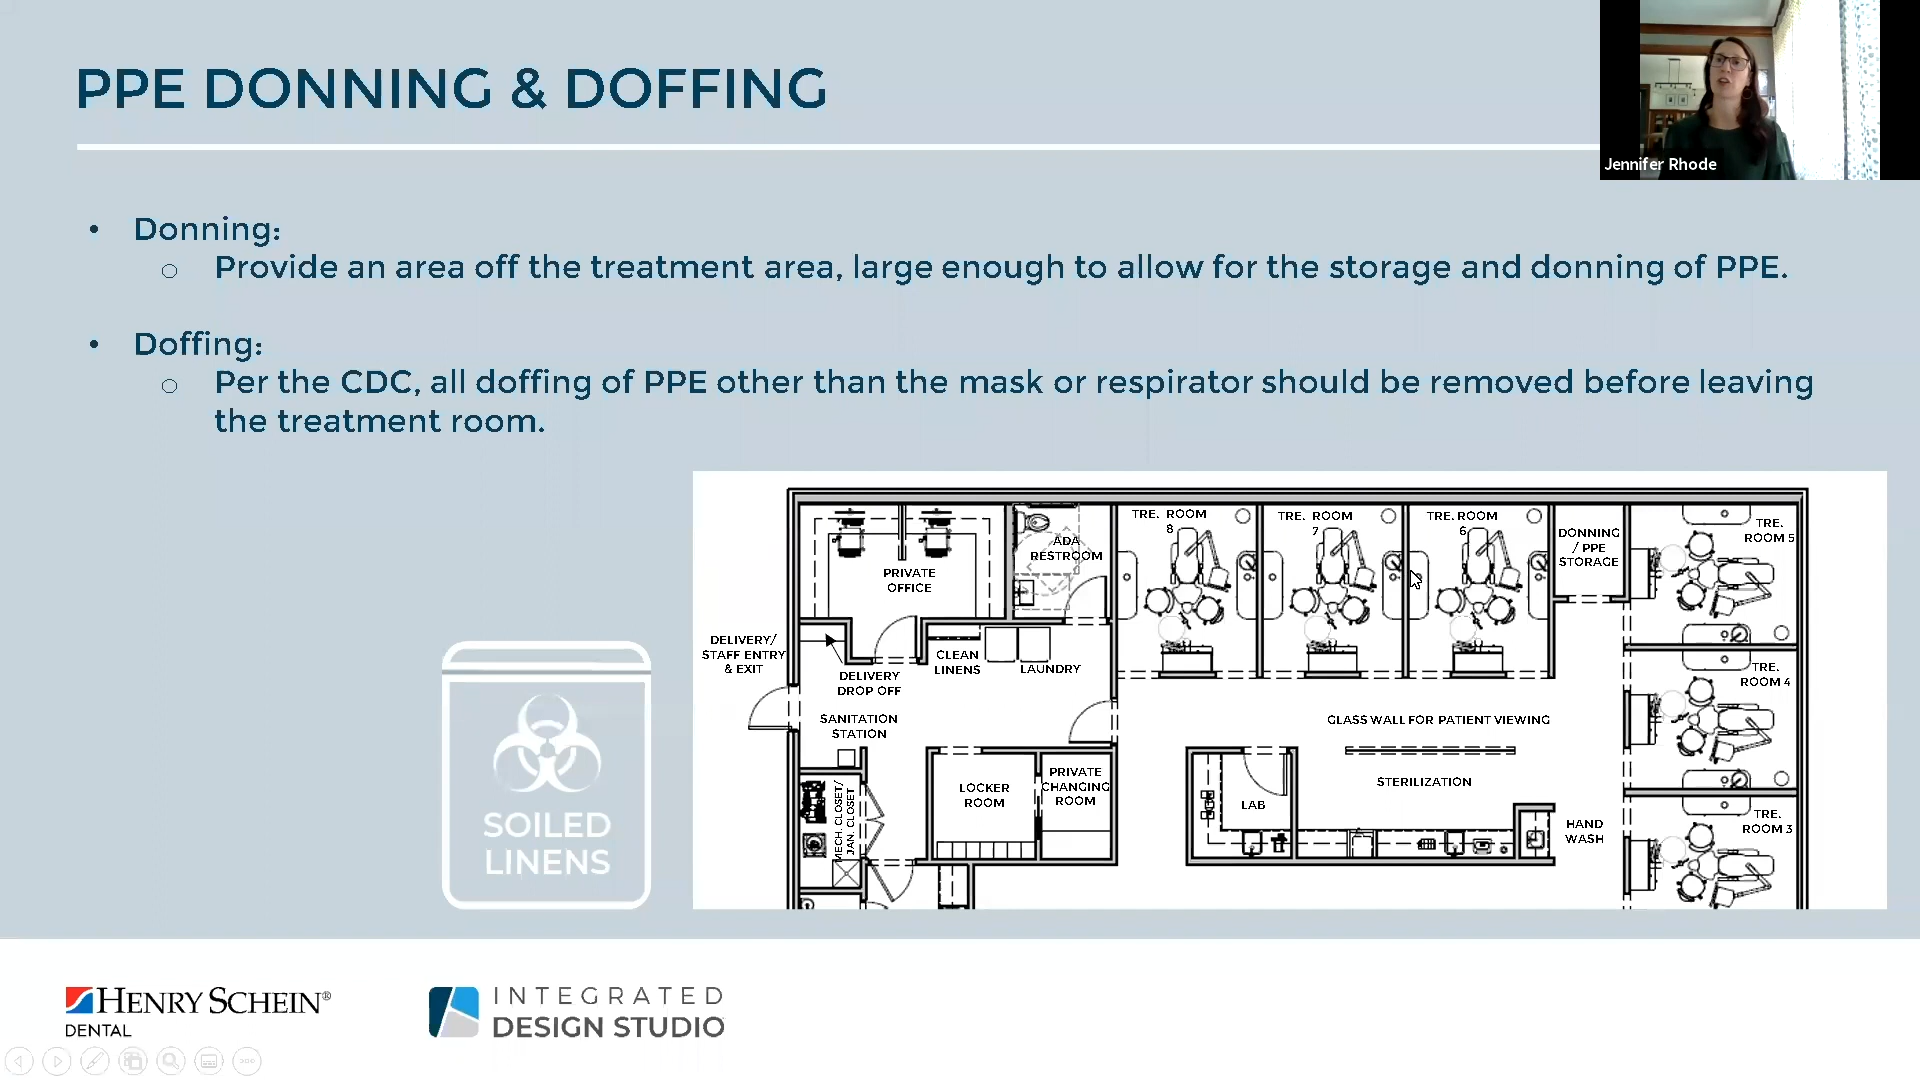 PPE DONNING & DOFFING
Jennifer Rhode
• Donning:
o Provide an area off the treatment area, large enough to allow for the storage and donning of PPE.
• Doffing:
o Per the CDC, all doffing of PPE other than the mask or respirator should be removed before leaving
the treatment room.
SOILED
LINENS
PRIVATE
OFFICE
ADA
RESTROOM
TRE. ROOM
8
TRE. ROOM
7
TRE. ROOM
6
DONNING
/ PPE
STORAGE
TRE.
ROOM 5
DELIVERY/
STAFF ENTRY
& EXIT
DELIVERY
DROP OFF
CLEAN
LINENS
LAUNDRY
SANITATION
STATION
TRE.
ROOM 4
GLASS WALL FOR PATIENT VIEWING
MECH. CLOSET/
JAN. CLOSET
LOCKER
ROOM
PRIVATE
CHANGING
ROOM
LAB
STERILIZATION
HAND
WASH
TRE.
ROOM 3
HENRY SCHEIN®
DENTAL
INTEGRATED
DESIGN STUDIO